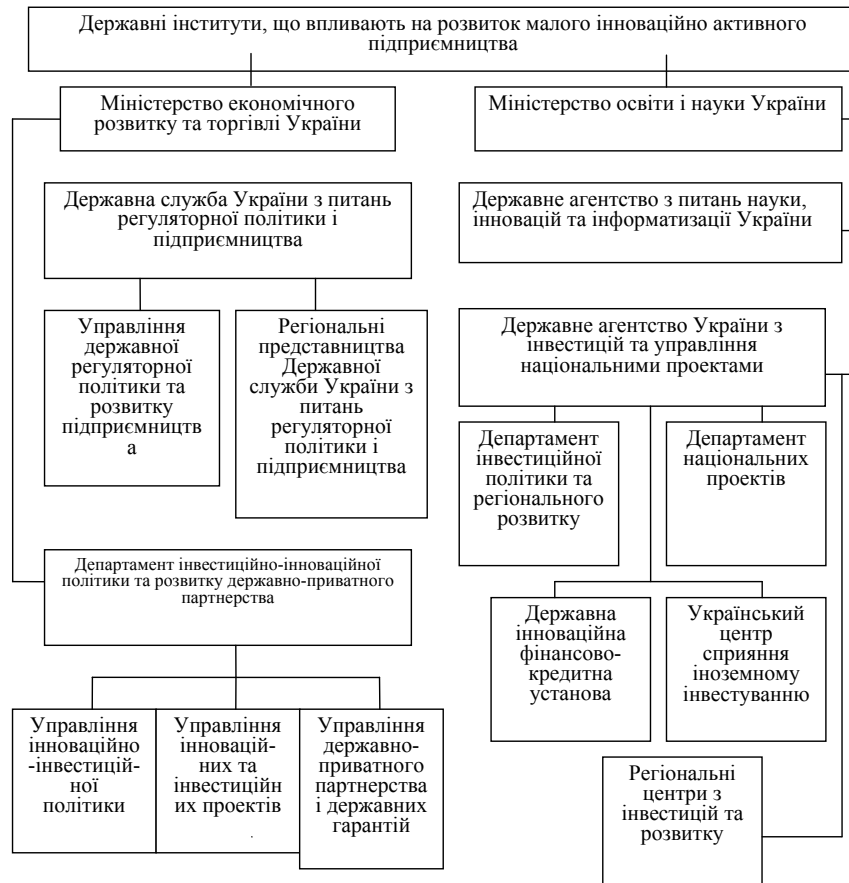 Державні інститути, що впливають на розвиток малого інноваційно активного
підприємництва
Міністерство економічного
розвитку та торгівлі України
Міністерство освіти і науки України
Державна служба України з питань
регуляторної політики і
підприємництва
Державне агентство з питань науки,
інновацій та інформатизації України
Управління
державної
регуляторної
політики та
розвитку
підприємництв
а
Регіональні
представництва
Державної
служби України з
питань
регуляторної
політики і
підприємництва
Державне агентство України з
інвестицій та управління
національними проектами
Департамент
інвестиційної
політики та
регіонального
розвитку
Департамент
національних
проектів
Департамент інвестиційно-інноваційної
політики та розвитку державно-приватного
партнерства
Державна
інноваційна
фінансово-
кредитна
установа
Український
центр
сприяння
іноземному
інвестуванню
Управління
інноваційно
-інвестицій-
ної
політики
Управління
інновацій-
них та
інвестиційн
их проектів
.
Управління
державно-
приватного
партнерства
і державних
гарантій
Регіональні
центри з
інвестицій та
розвитку